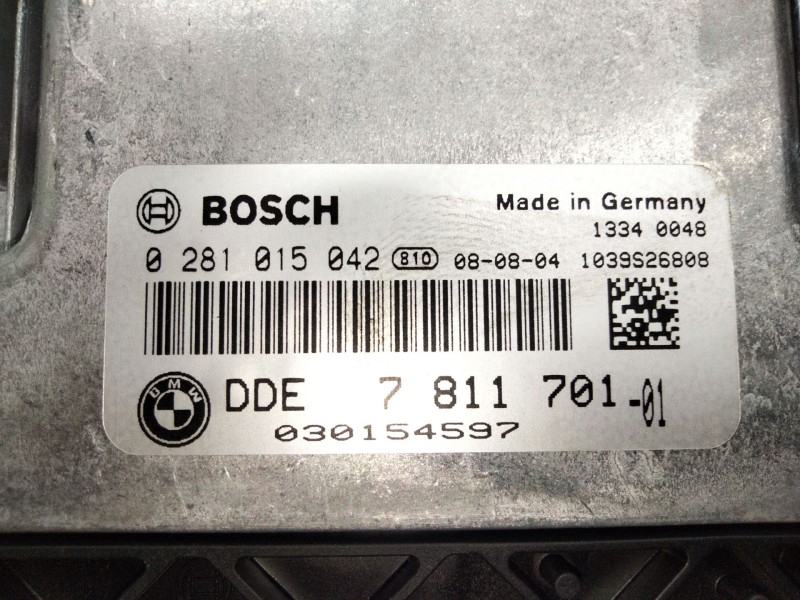 BOSCH Made in Germany
1334 0048
0 281 015 042 810 08-08-04 1039S26808
BMW DDE 7 811 701-01
030154597